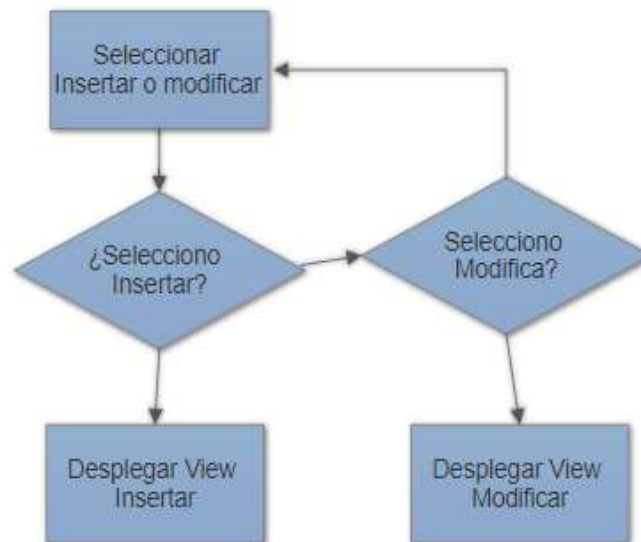 Seleccionar
Insertar o modificar
¿Selecciono
Insertar?
Selecciono
Modifica?
Desplegar View
Insertar
Desplegar View
Modificar